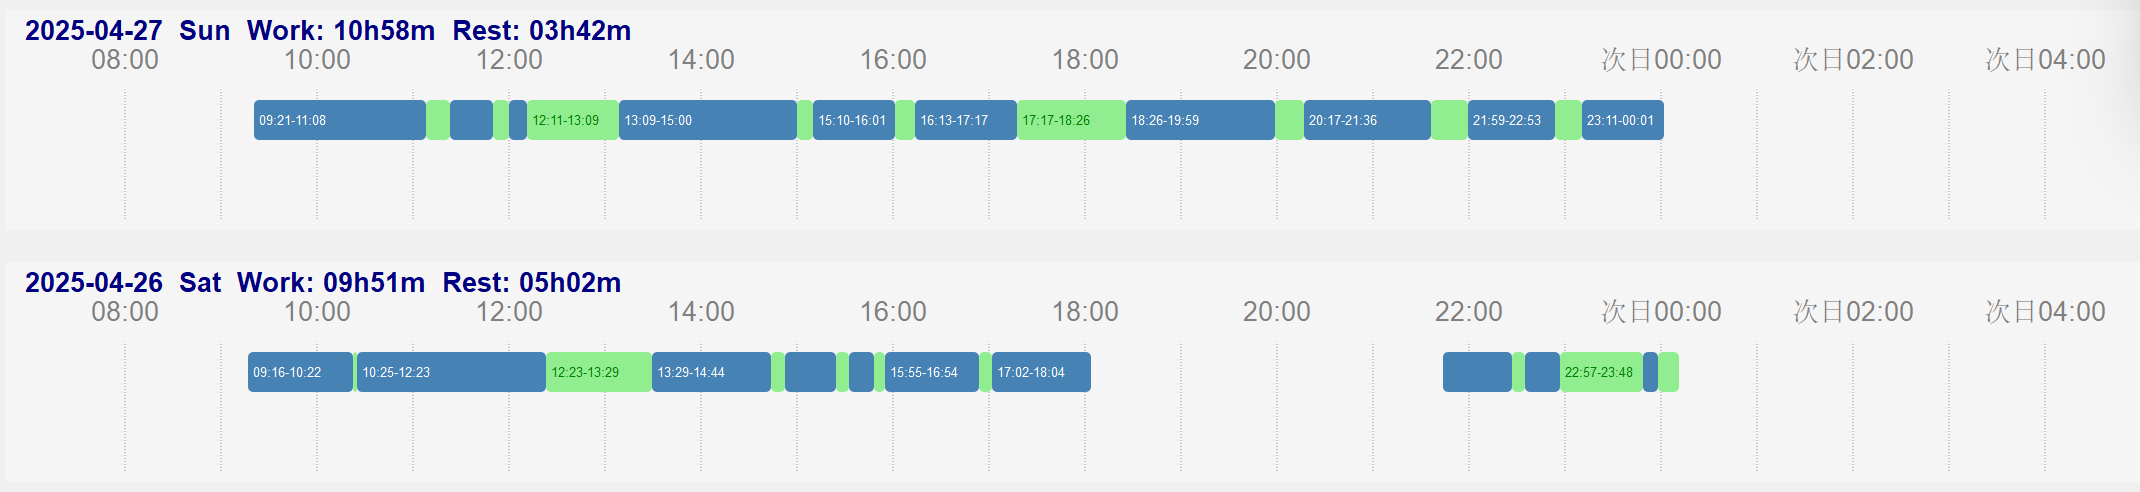 2025-04-27 Sun Work: 10h58m Rest: 03h42m
08:00 10:00 12:00 14:00 16:00 18:00 20:00 22:00 次日00:00 次日02:00 次日04:00
09:21-11:08 12:11-13:09 13:09-15:00 15:10-16:01 16:13-17:17 17:17-18:26 18:26-19:59 20:17-21:36 21:59-22:53 23:11-00:01
2025-04-26 Sat Work: 09h51m Rest: 05h02m
08:00 10:00 12:00 14:00 16:00 18:00 20:00 22:00 次日00:00 次日02:00 次日04:00
09:16-10:22 10:25-12:23 12:23-13:29 13:29-14:44 15:55-16:54 17:02-18:04 22:57-23:48